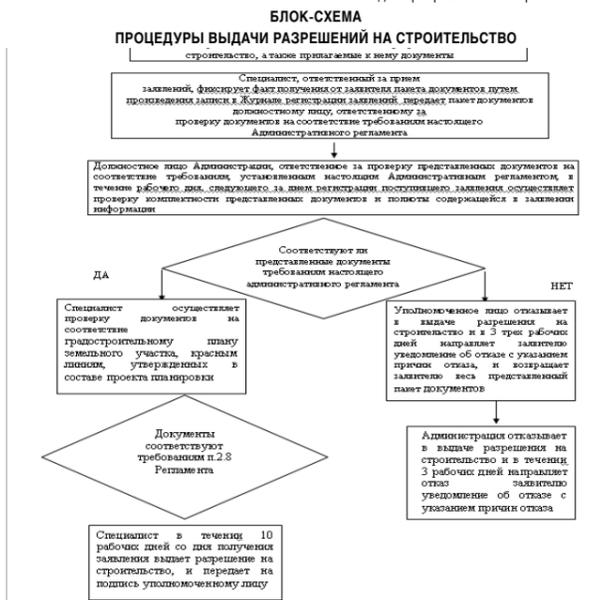 БЛОК-СХЕМА
ПРОЦЕДУРЫ ВЫДАЧИ РАЗРЕШЕНИЙ НА СТРОИТЕЛЬСТВО
строительство, а также прилагаемые к нему документы
Специалист, ответственный за прием
заявлений, фиксирует факт получения от заявителя пакета документов путем
произведения записи в Журнале регистрации заявлений передает пакет документов
должностному лицу, ответственному за
проверку документов на соответствие требованиям настоящего
Административного регламента
Должностное лицо Администрации, ответственное за проверку представленных документов на
соответствие требованиям, установленным настоящим Административным регламентом, в
течение рабочего дня, следующего за днем регистрации поступившего заявления осуществляет
проверку комплектности представленных документов и полноты содержащейся в заявлении
информации
Соответствуют ли
представленные документы
требованиям настоящего
административного регламента
ДА
НЕТ
Специалист осуществляет
проверку документов на
соответствие
градостроительному плану
земельного участка, красным
линиям, утвержденных в
составе проекта планировки
Уполномоченное лицо отказывает
в выдаче разрешения на
строительство и в 3 трех рабочих
дней направляет заявителю
уведомление об отказе с указанием
причин отказа, и возвращает
заявителю весь представленный
пакет документов
Документы
соответствуют
требованиям п.2.8
Регламента
Администрация отказывает
в выдаче разрешения на
строительство и в течении
3 рабочих дней направляет
отказ заявителю
уведомление об отказе с
указанием причин отказа
Специалист в течении 10
рабочих дней со дня получения
заявления выдает разрешение на
строительство, и передает на
подпись уполномоченному лицу